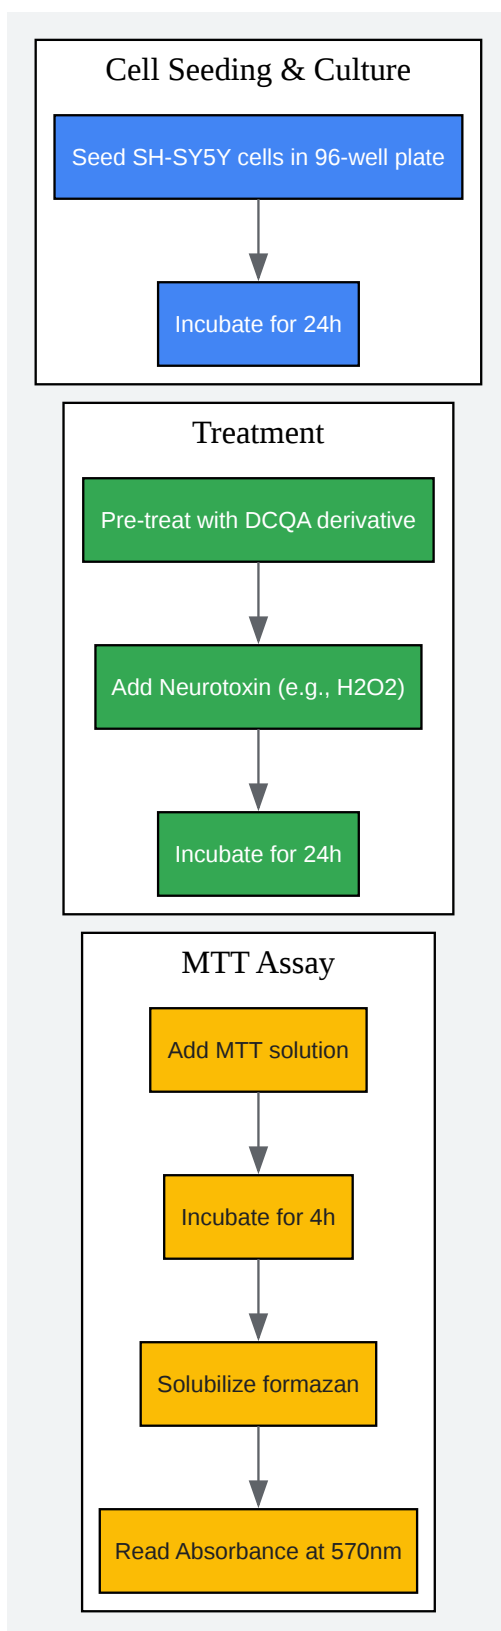 Cell Seeding & Culture
Seed SH-SY5Y cells in 96-well plate
Incubate for 24h
Treatment
Pre-treat with DCQA derivative
Add Neurotoxin (e.g., H2O2)
Incubate for 24h
MTT Assay
Add MTT solution
Incubate for 4h
Solubilize formazan
Read Absorbance at 570nm